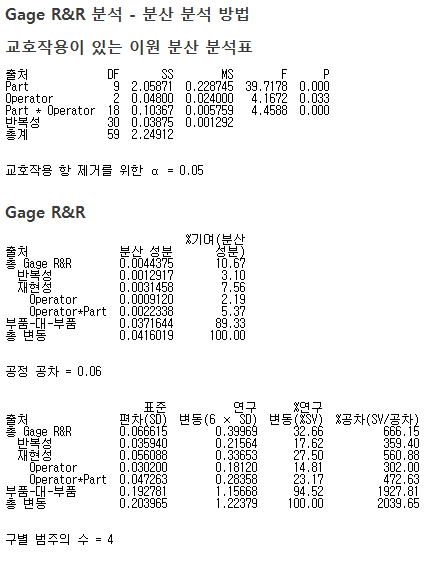 Gage R&R 분석 - 분산 분석 방법
교호작용이 있는 이원 분산 분석표
출처 DF SS MS F P
Part 9 2.05871 0.228745 39.7178 0.000
Operator 2 0.04800 0.024000 4.1672 0.033
Part * Operator 18 0.10367 0.005759 4.4588 0.000
반복성 30 0.03875 0.001292
총계 59 2.24912
교호작용 항 제거를 위한 α = 0.05
Gage R&R
%기여(분산
출처 분산 성분 성분)
총 Gage R&R 0.0044375 10.67
반복성 0.0012917 3.10
재현성 0.0031458 7.56
Operator 0.0009120 2.19
Operator*Part 0.0022338 5.37
부품-대-부품 0.0371644 89.33
총 변동 0.0416019 100.00
공정 공차 = 0.06
표준 연구 %연구
출처 편차(SD) 변동(6 × SD) 변동(%SV) %공차(SV/공차)
총 Gage R&R 0.066615 0.39969 32.66 666.15
반복성 0.035940 0.21564 17.62 359.40
재현성 0.056088 0.33653 27.50 560.88
Operator 0.030200 0.18120 14.81 302.00
Operator*Part 0.047263 0.28358 23.17 472.63
부품-대-부품 0.192781 1.15668 94.52 1927.81
총 변동 0.203965 1.22379 100.00 2039.65
구별 범주의 수 = 4